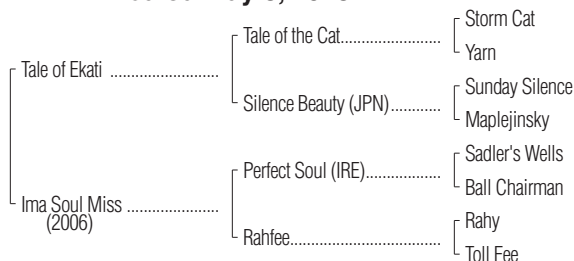 Storm Cat
Tale of the Cat....................
Yarn
Tale of Ekati ......................
Sunday Silence
Silence Beauty (JPN)..........
Maplejinsky
Sadler's Wells
Perfect Soul (IRE)...............
Ball Chairman
Ima Soul Miss ...................
(2006)
Rahy
Rahfee...............................
Toll Fee